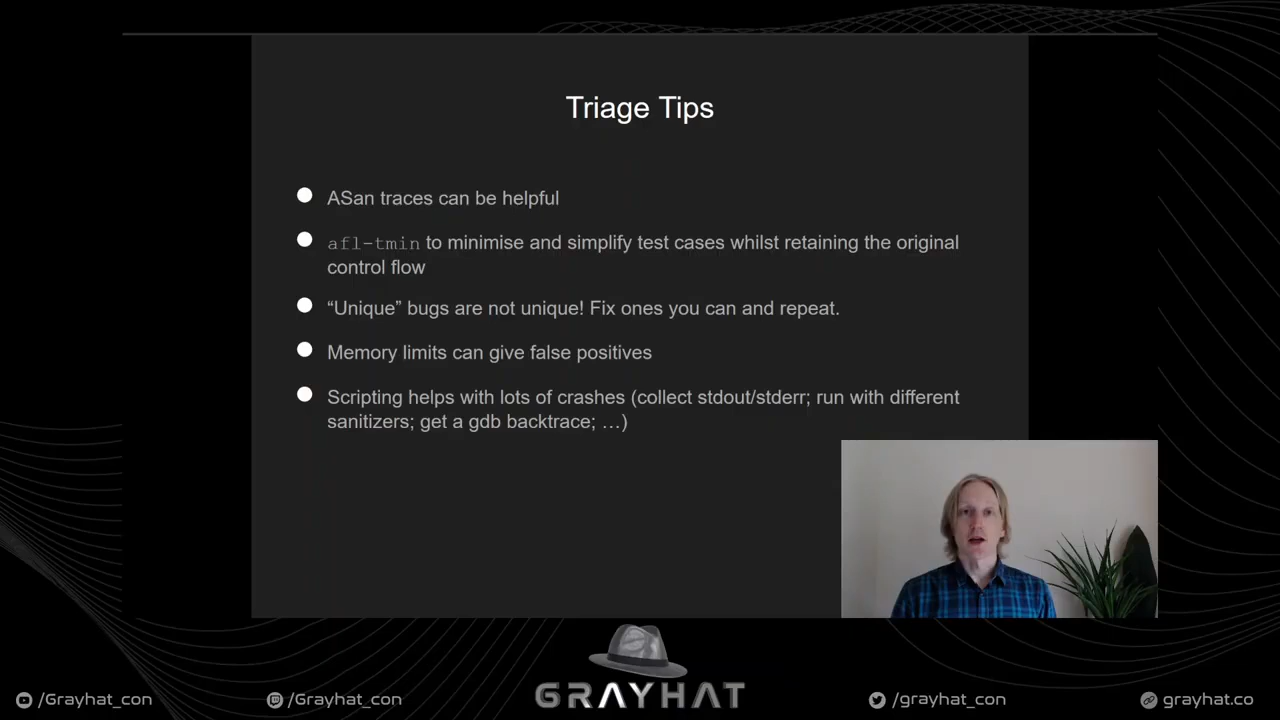 Triage Tips
ASan traces can be helpful
afl-tmin to minimise and simplify test cases whilst retaining the original
control flow
“Unique” bugs are not unique! Fix ones you can and repeat.
Memory limits can give false positives
Scripting helps with lots of crashes (collect stdout/stderr; run with different
sanitizers; get a gdb backtrace; …)
GRAYHAT
/Grayhat_con
/Grayhat_con
/grayhat_con
grayhat.co